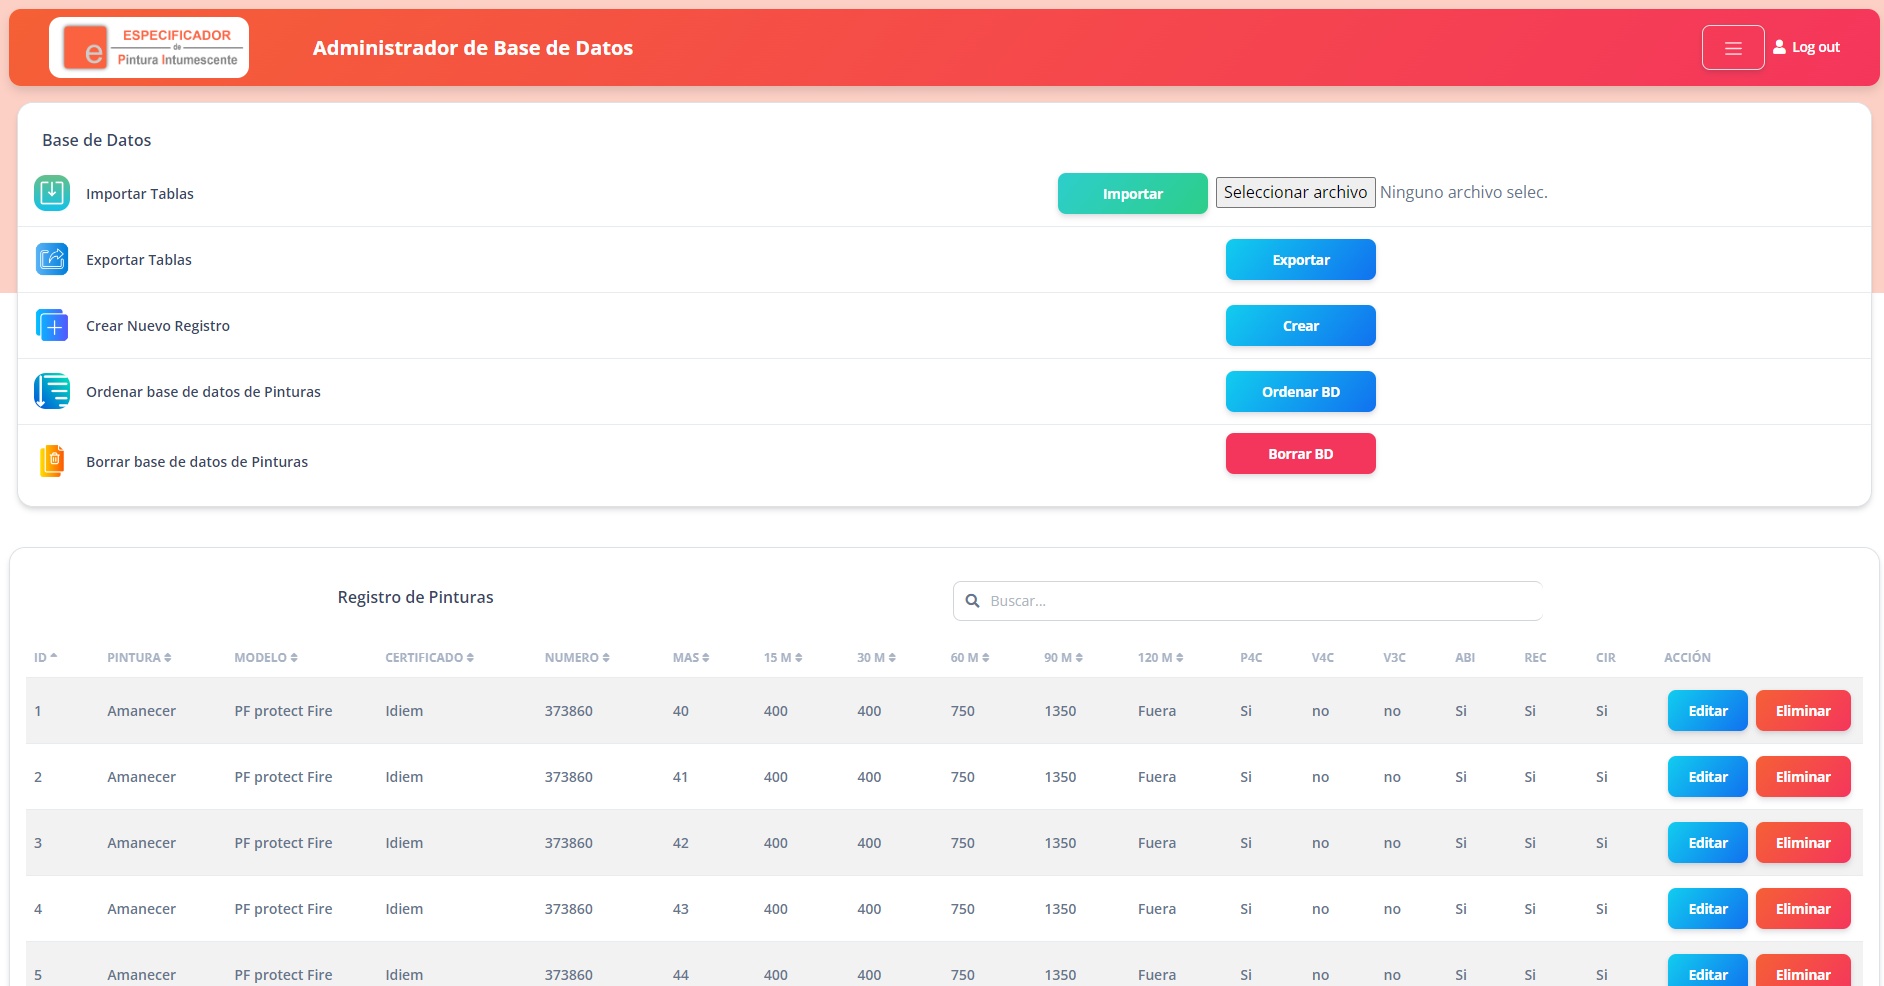 e ESPECIFICADOR
de
Pintura Intumescente
Administrador de Base de Datos
Log out
Base de Datos
Importar Tablas Importar Seleccionar archivo Ninguno archivo selec.
Exportar Tablas Exportar
Crear Nuevo Registro Crear
Ordenar base de datos de Pinturas Ordenar BD
Borrar base de datos de Pinturas Borrar BD
Registro de Pinturas Buscar...
ID PINTURA MODELO CERTIFICADO NUMERO MAS 15 M 30 M 60 M 90 M 120 M P4C V4C V3C ABI REC CIR ACCIÓN
1 Amanecer PF protect Fire Idiem 373860 40 400 400 750 1350 Fuera Si no no Si Si Si Editar Eliminar
2 Amanecer PF protect Fire Idiem 373860 41 400 400 750 1350 Fuera Si no no Si Si Si Editar Eliminar
3 Amanecer PF protect Fire Idiem 373860 42 400 400 750 1350 Fuera Si no no Si Si Si Editar Eliminar
4 Amanecer PF protect Fire Idiem 373860 43 400 400 750 1350 Fuera Si no no Si Si Si Editar Eliminar
5 Amanecer PF protect Fire Idiem 373860 44 400 400 750 1350 Fuera Si no no Si Si Si Editar Eliminar